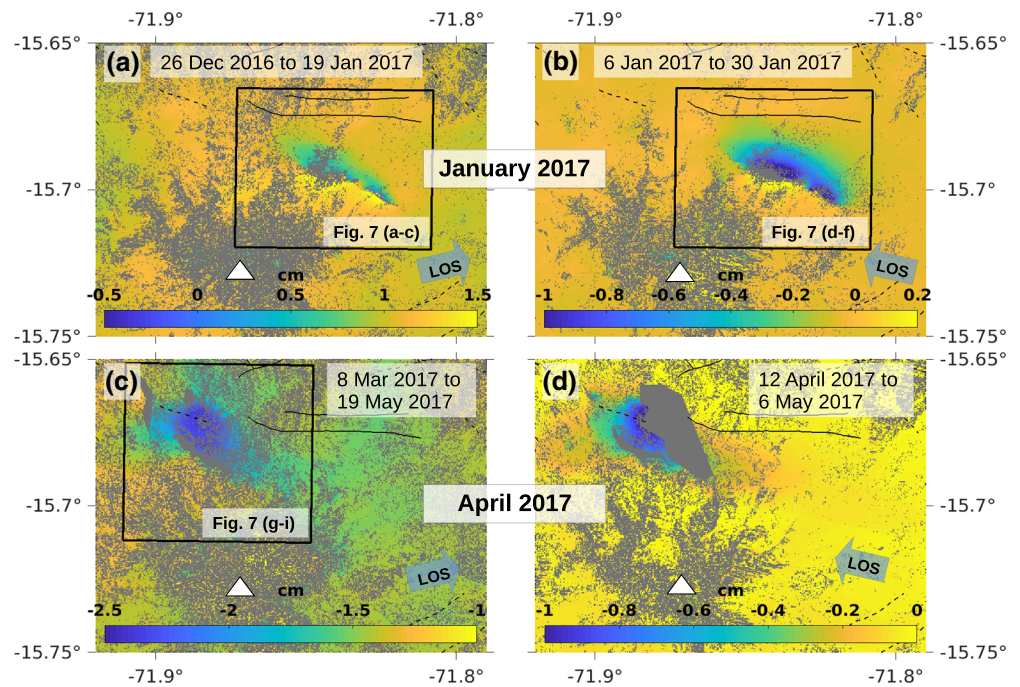 -71.9° -71.8° -71.9° -71.8°
-15.65° -15.65°
(a) 26 Dec 2016 to 19 Jan 2017
(b) 6 Jan 2017 to 30 Jan 2017
January 2017
-15.7° -15.7°
Fig. 7 (a-c)
Fig. 7 (d-f)
LOS
LOS
cm
cm
-0.5 0 0.5 1 1.5
-1 -0.8 -0.6 -0.4 -0.2 0 0.2
-15.75° -15.75°
-15.65° -15.65°
(c) 8 Mar 2017 to
19 May 2017
(d) 12 April 2017 to
6 May 2017
April 2017
-15.7° -15.7°
Fig. 7 (g-i)
LOS
LOS
cm
cm
-2.5 -2 -1.5 -1
-1 -0.8 -0.6 -0.4 -0.2 0
-15.75° -15.75°
-71.9° -71.8° -71.9° -71.8°